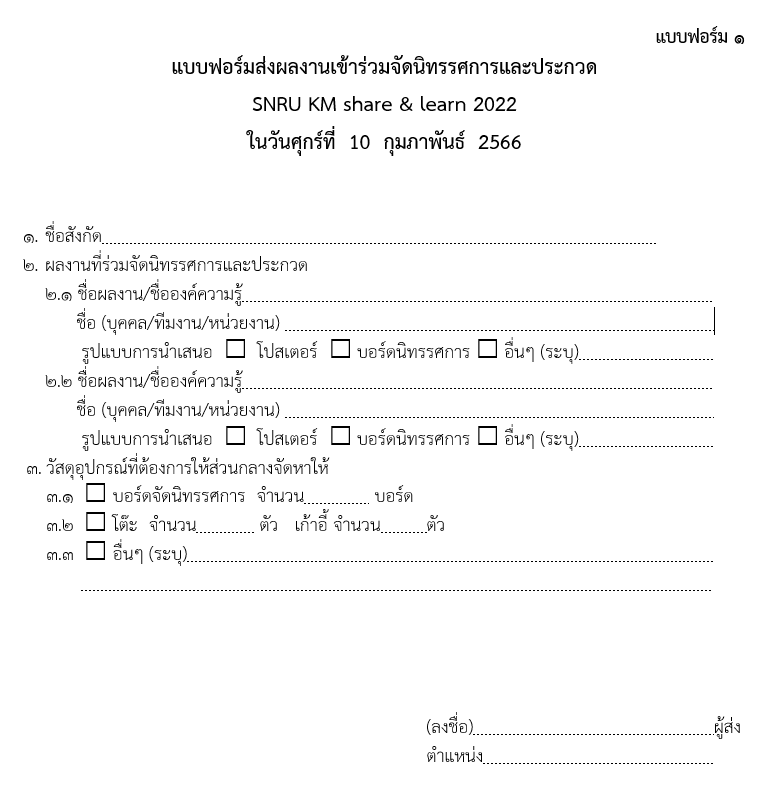 แบบฟอร์ม ๑
แบบฟอร์มส่งผลงานเข้าร่วมจัดนิทรรศการและประกวด
SNRU KM share & learn 2022
ในวันศุกร์ที่ 10 กุมภาพันธ์ 2566
๑. ชื่อสังกัด
๒. ผลงานที่ร่วมจัดนิทรรศการและประกวด
๒.๑ ชื่อผลงาน/ชื่อองค์ความรู้
ชื่อ (บุคคล/ทีมงาน/หน่วยงาน)
รูปแบบการนำเสนอ ☐ โปสเตอร์ ☐ บอร์ดนิทรรศการ ☐ อื่นๆ (ระบุ)
๒.๒ ชื่อผลงาน/ชื่อองค์ความรู้
ชื่อ (บุคคล/ทีมงาน/หน่วยงาน)
รูปแบบการนำเสนอ ☐ โปสเตอร์ ☐ บอร์ดนิทรรศการ ☐ อื่นๆ (ระบุ)
๓. วัสดุอุปกรณ์ที่ต้องการให้ส่วนกลางจัดหาให้
๓.๑ ☐ บอร์ดจัดนิทรรศการ จำนวน บอร์ด
๓.๒ ☐ โต๊ะ จำนวน ตัว เก้าอี้ จำนวน ตัว
๓.๓ ☐ อื่นๆ (ระบุ)
(ลงชื่อ) ผู้ส่ง
ตำแหน่ง